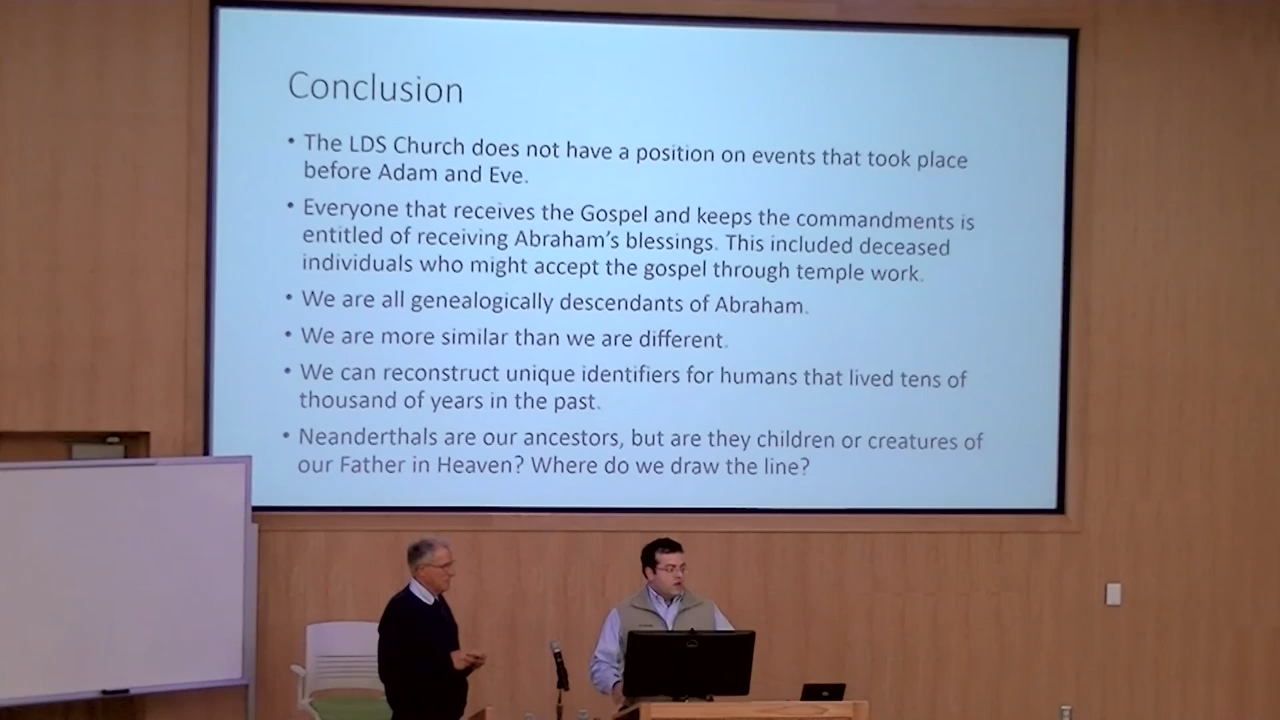 Conclusion
• The LDS Church does not have a position on events that took place
before Adam and Eve.
• Everyone that receives the Gospel and keeps the commandments is
entitled of receiving Abraham's blessings. This included deceased
individuals who might accept the gospel through temple work.
• We are all genealogically descendants of Abraham.
• We are more similar than we are different.
• We can reconstruct unique identifiers for humans that lived tens of
thousand of years in the past.
• Neanderthals are our ancestors, but are they children or creatures of
our Father in Heaven? Where do we draw the line?